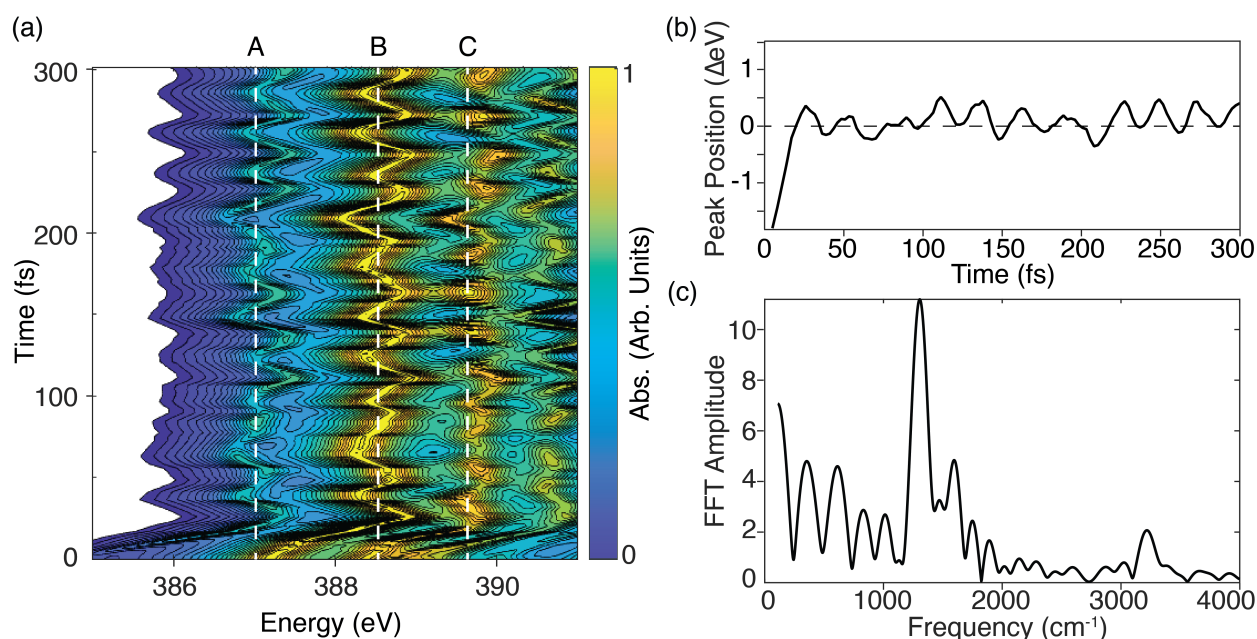 (a)
A B C
300
200
100
0
Time (fs)
386 388 390
Energy (eV)
1
0
Abs. (Arb. Units)
(b)
1
0
-1
Peak Position (ΔeV)
0 50 100 150 200 250 300
Time (fs)
(c)
10
8
6
4
2
0
FFT Amplitude
0 1000 2000 3000 4000
Frequency (cm⁻¹)